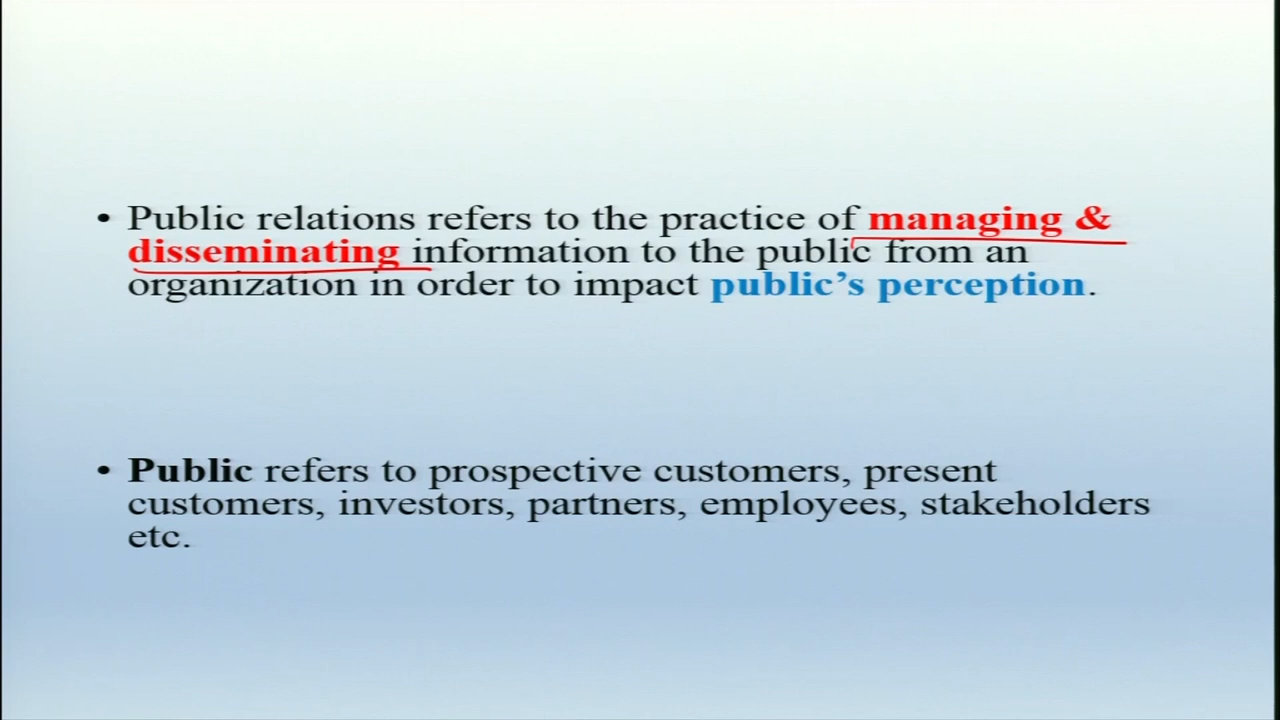 • Public relations refers to the practice of managing &
disseminating information to the public from an
organization in order to impact public’s perception.
• Public refers to prospective customers, present
customers, investors, partners, employees, stakeholders
etc.